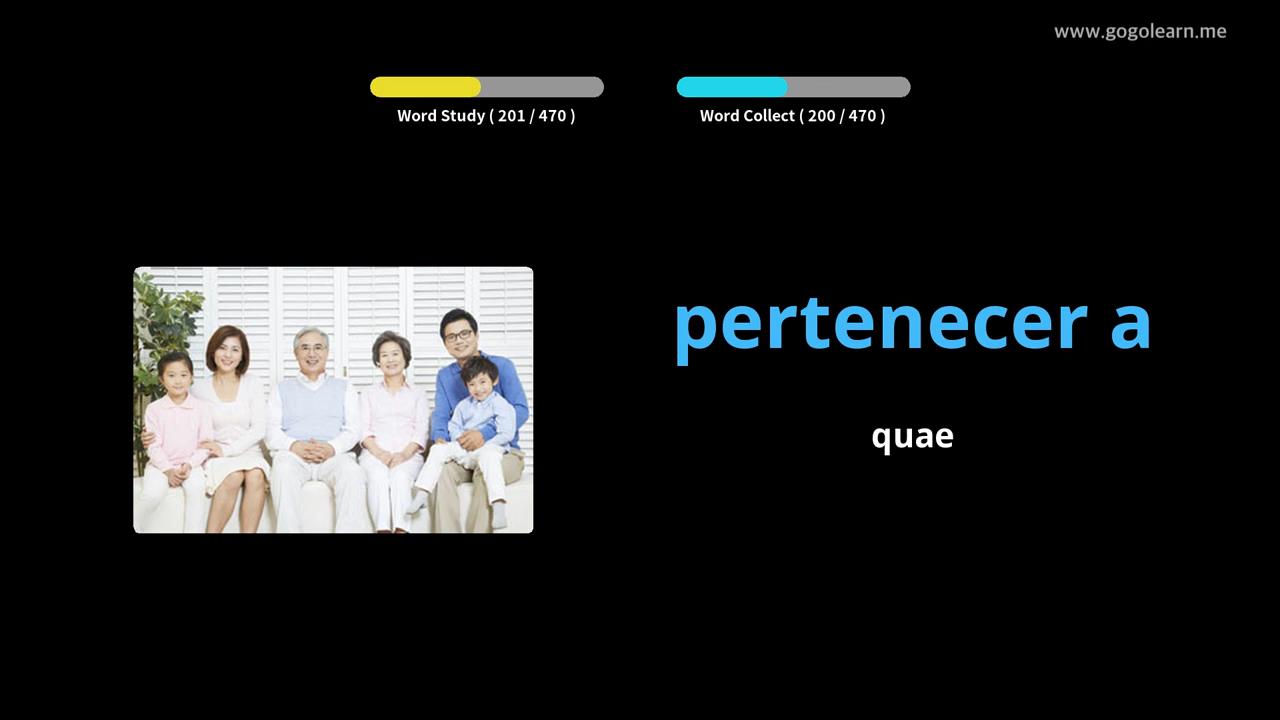 www.gogolearn.me
Word Study ( 201 / 470 )
Word Collect ( 200 / 470 )
pertenecer a
quae